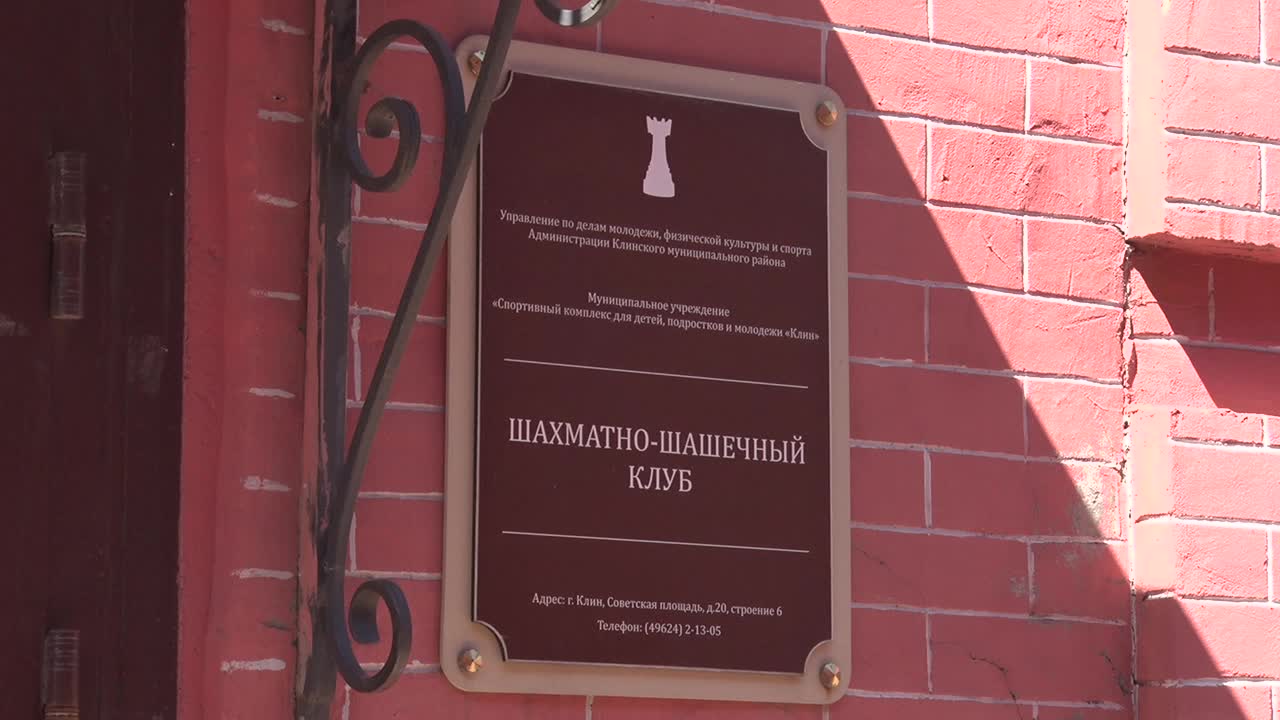 Управление по делам молодежи, физической культуры и спорта
Администрации Клинского муниципального района
Муниципальное учреждение
«Спортивный комплекс для детей, подростков и молодежи «Клин»
ШАХМАТНО-ШАШЕЧНЫЙ
КЛУБ
Адрес: г. Клин, Советская площадь, д.20, строение 6
Телефон: (49624) 2-13-05